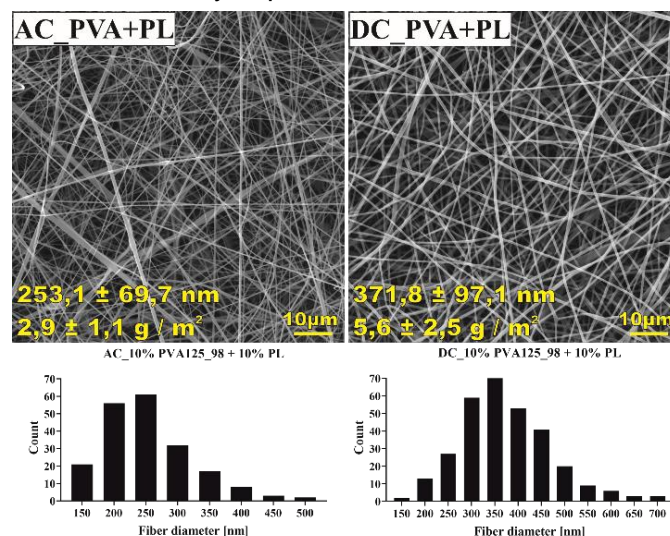 AC_PVA+PL
DC_PVA+PL
253,1 ± 69,7 nm
2,9 ± 1,1 g / m²
10µm
371,8 ± 97,1 nm
5,6 ± 2,5 g / m²
10µm
AC_10% PVA125_98 + 10% PL
DC_10% PVA125_98 + 10% PL
70
60
50
40
30
20
10
0
Count
150 200 250 300 350 400 450 500
Fiber diameter [nm]
70
60
50
40
30
20
10
0
Count
150 200 250 300 350 400 450 500 550 600 650 700
Fiber diameter [nm]